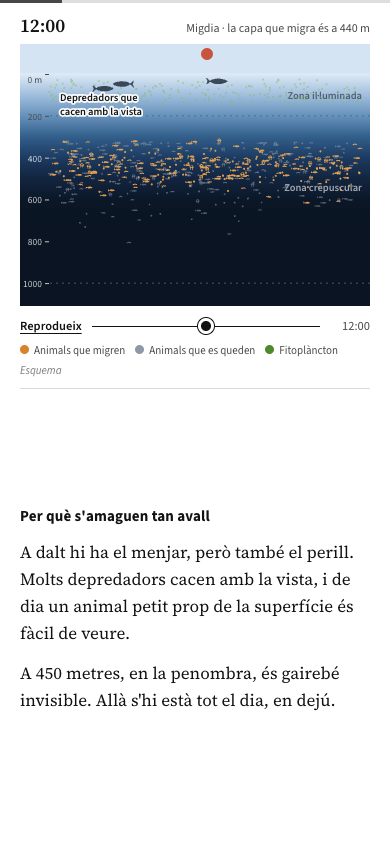 12:00
Migdia · la capa que migra és a 440 m
0 m
Depredadors que
cacen amb la vista
Zona il·luminada
200
400
Zona crepuscular
600
800
1000
Reprodueix
12:00
Animals que migren
Animals que es queden
Fitoplàncton
Esquema
Per què s'amaguen tan avall
A dalt hi ha el menjar, però també el perill.
Molts depredadors cacen amb la vista, i de
dia un animal petit prop de la superfície és
fàcil de veure.
A 450 metres, en la penombra, és gairebé
invisible. Allà s'hi està tot el dia, en dejú.